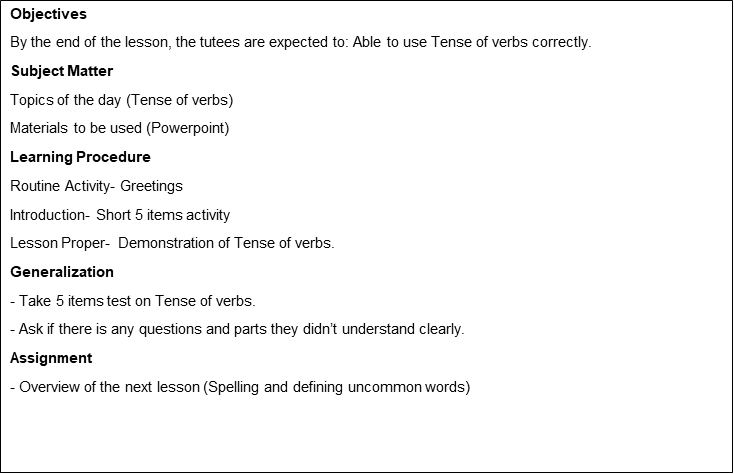 Objectives
By the end of the lesson, the tutees are expected to: Able to use Tense of verbs correctly.
Subject Matter
Topics of the day (Tense of verbs)
Materials to be used (Powerpoint)
Learning Procedure
Routine Activity- Greetings
Introduction- Short 5 items activity
Lesson Proper- Demonstration of Tense of verbs.
Generalization
- Take 5 items test on Tense of verbs.
- Ask if there is any questions and parts they didn’t understand clearly.
Assignment
- Overview of the next lesson (Spelling and defining uncommon words)